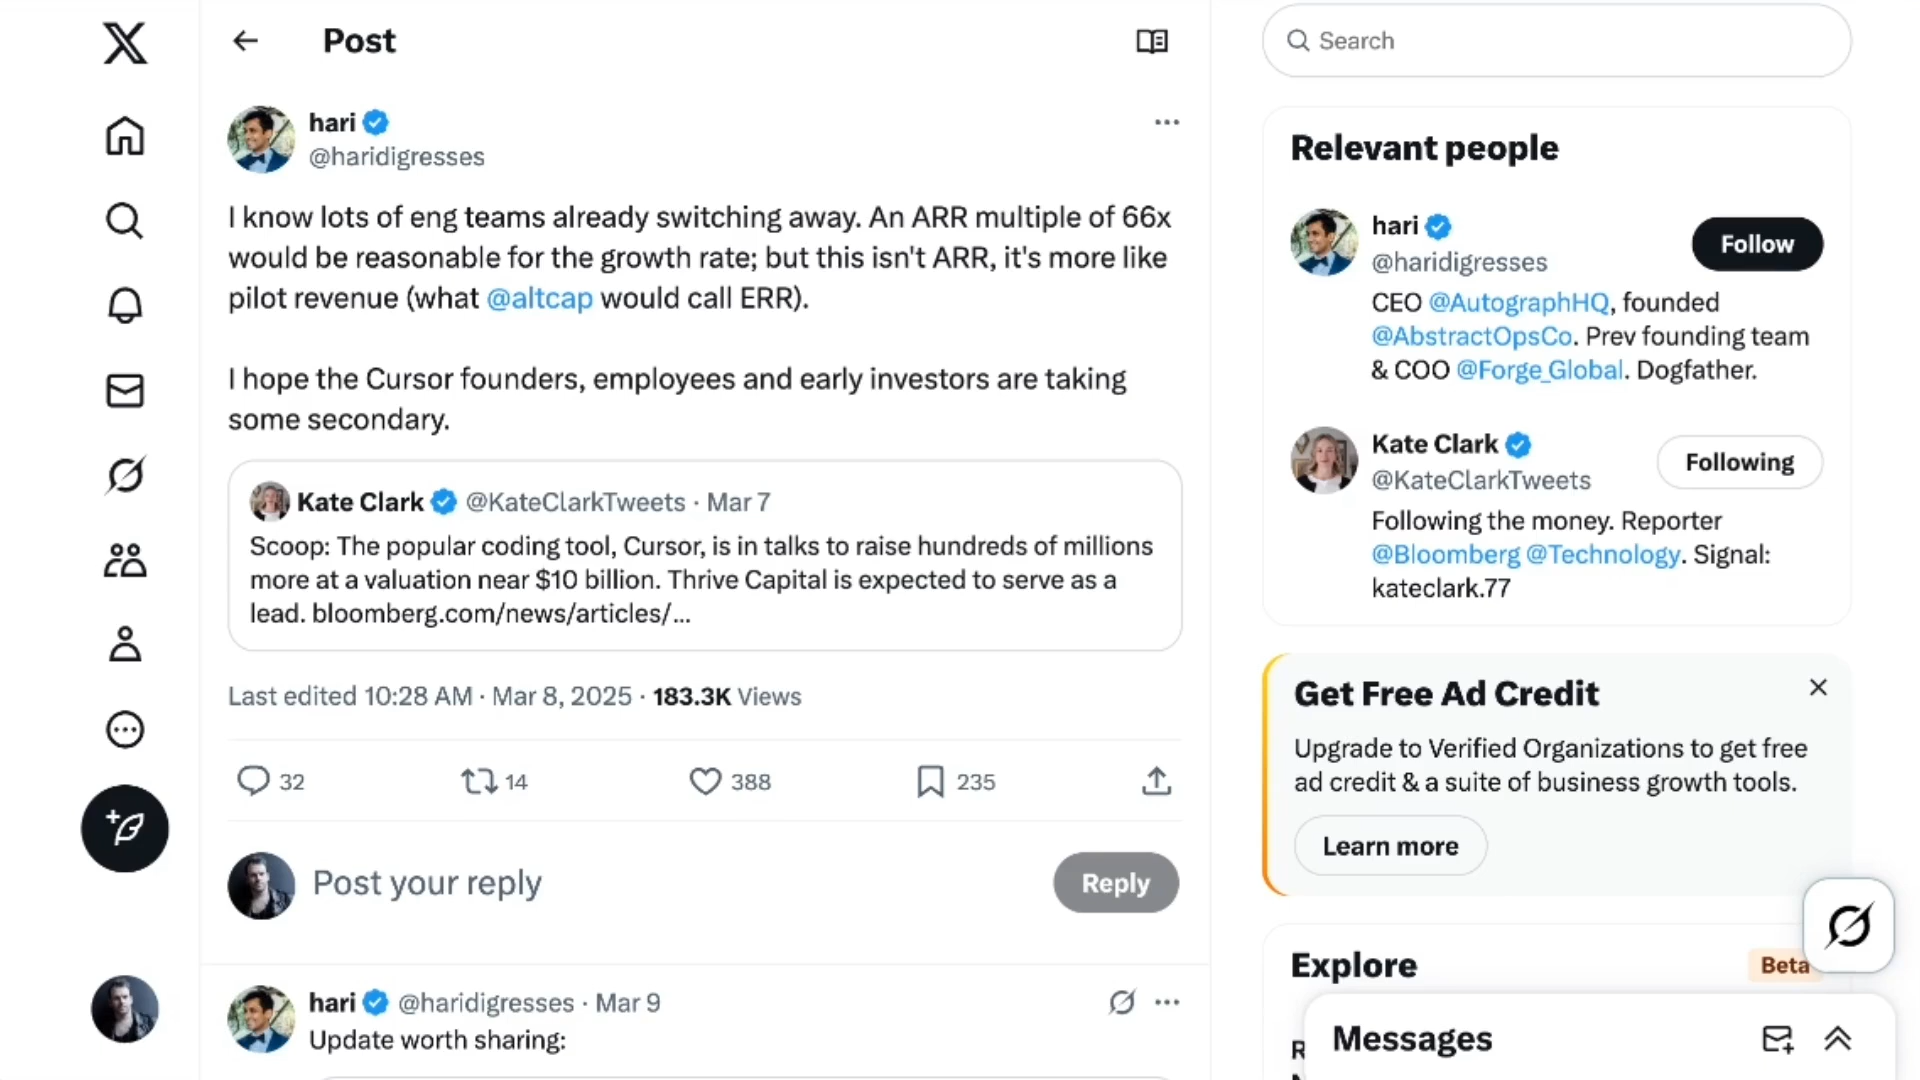 Post
Search
hari
@haridigresses
I know lots of eng teams already switching away. An ARR multiple of 66x
would be reasonable for the growth rate; but this isn't ARR, it's more like
pilot revenue (what @altcap would call ERR).
I hope the Cursor founders, employees and early investors are taking
some secondary.
Kate Clark @KateClarkTweets · Mar 7
Scoop: The popular coding tool, Cursor, is in talks to raise hundreds of millions
more at a valuation near $10 billion. Thrive Capital is expected to serve as a
lead. bloomberg.com/news/articles/...
Last edited 10:28 AM · Mar 8, 2025 · 183.3K Views
32 14 388 235
Post your reply
Reply
hari @haridigresses · Mar 9
Update worth sharing:
Relevant people
hari
@haridigresses
Follow
CEO @AutographHQ, founded
@AbstractOpsCo. Prev founding team
& COO @Forge_Global. Dogfather.
Kate Clark
@KateClarkTweets
Following
Following the money. Reporter
@Bloomberg @Technology. Signal:
kateclark.77
Get Free Ad Credit
Upgrade to Verified Organizations to get free
ad credit & a suite of business growth tools.
Learn more
Explore
Beta
Messages